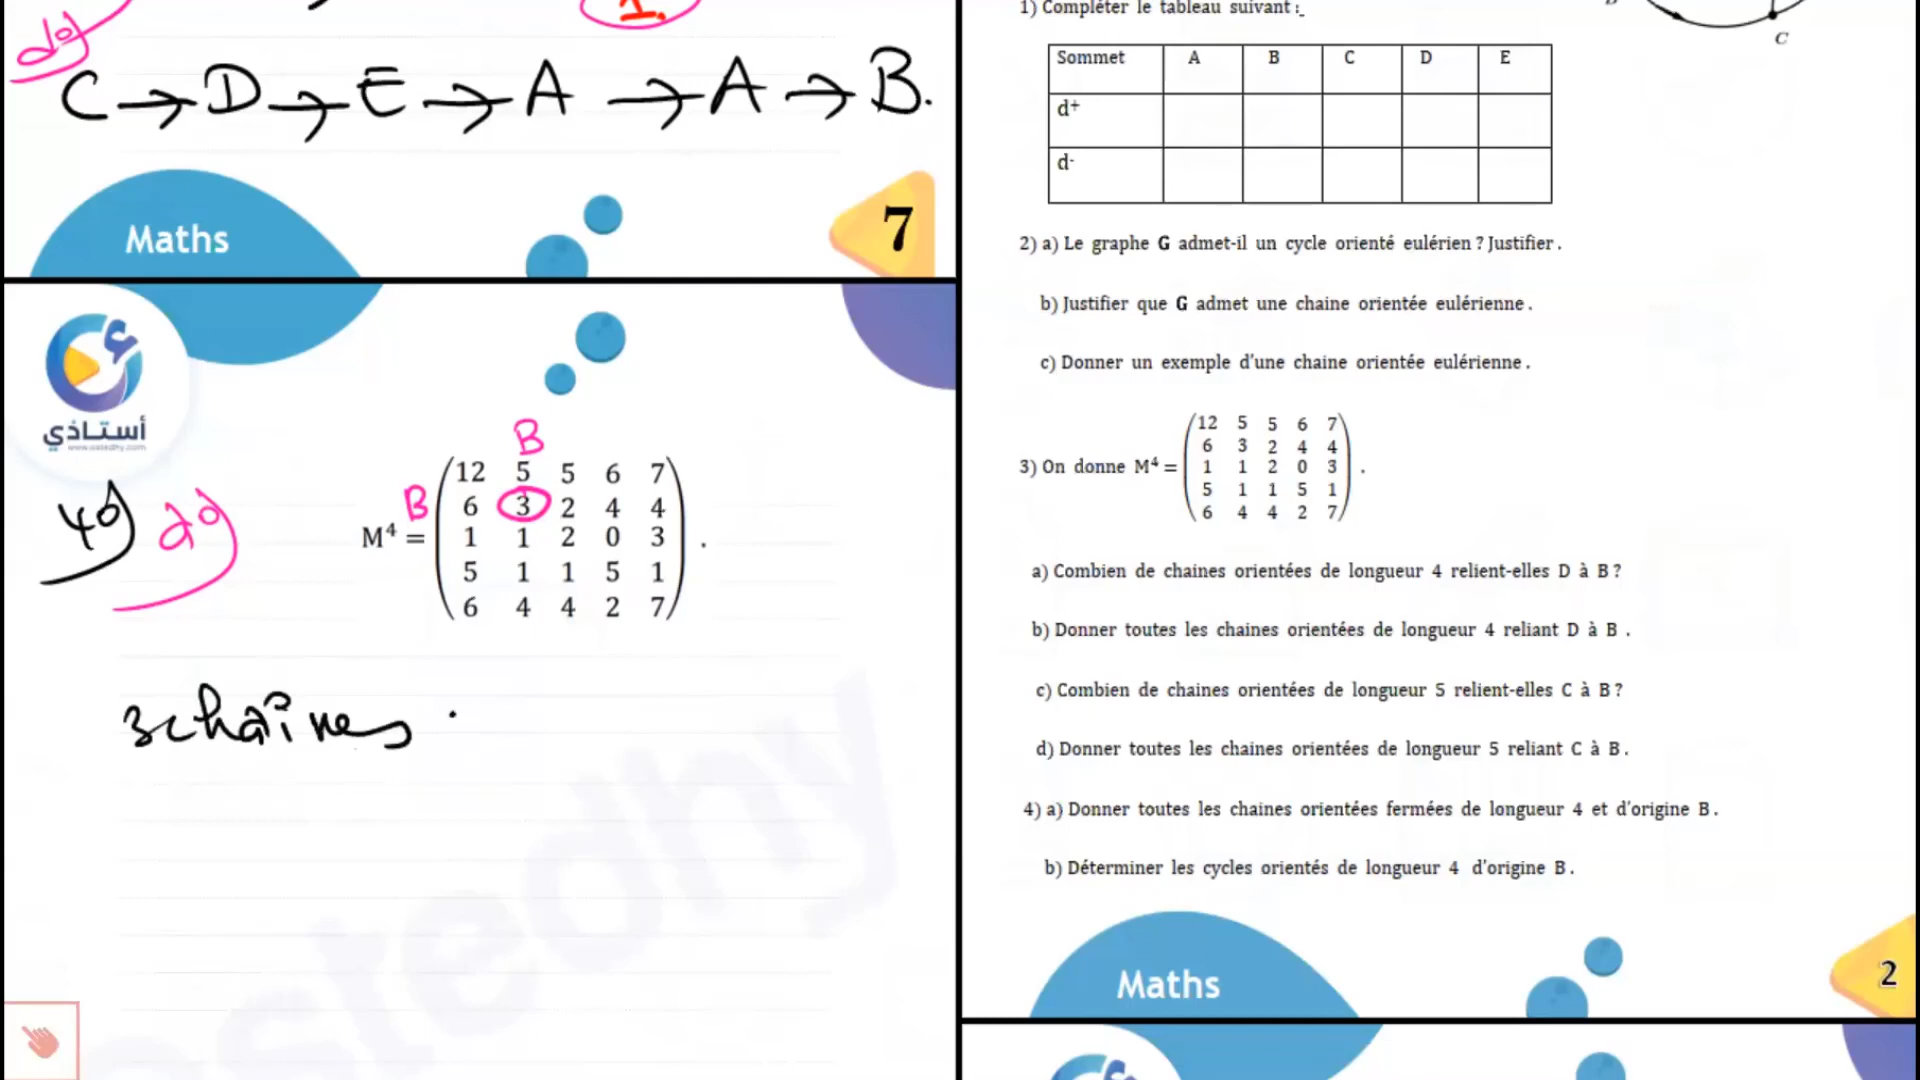 d)
1.
C → D → E → A → A → B.
Maths
7
أستاذي
www.ostedhy.com
B
B
4) a)
M⁴ =
12 5 5 6 7
6 3 2 4 4
1 1 2 0 3
5 1 1 5 1
6 4 4 2 7
.
3 chaînes .
1) Compléter le tableau suivant :
C
Sommet A B C D E
d⁺
d⁻
2) a) Le graphe G admet-il un cycle orienté eulérien ? Justifier .
b) Justifier que G admet une chaine orientée eulérienne .
c) Donner un exemple d'une chaine orientée eulérienne .
3) On donne M⁴ =
12 5 5 6 7
6 3 2 4 4
1 1 2 0 3
5 1 1 5 1
6 4 4 2 7
.
a) Combien de chaines orientées de longueur 4 relient-elles D à B ?
b) Donner toutes les chaines orientées de longueur 4 reliant D à B .
c) Combien de chaines orientées de longueur 5 relient-elles C à B ?
d) Donner toutes les chaines orientées de longueur 5 reliant C à B .
4) a) Donner toutes les chaines orientées fermées de longueur 4 et d'origine B .
b) Déterminer les cycles orientés de longueur 4 d'origine B .
Maths
2
ostedhy